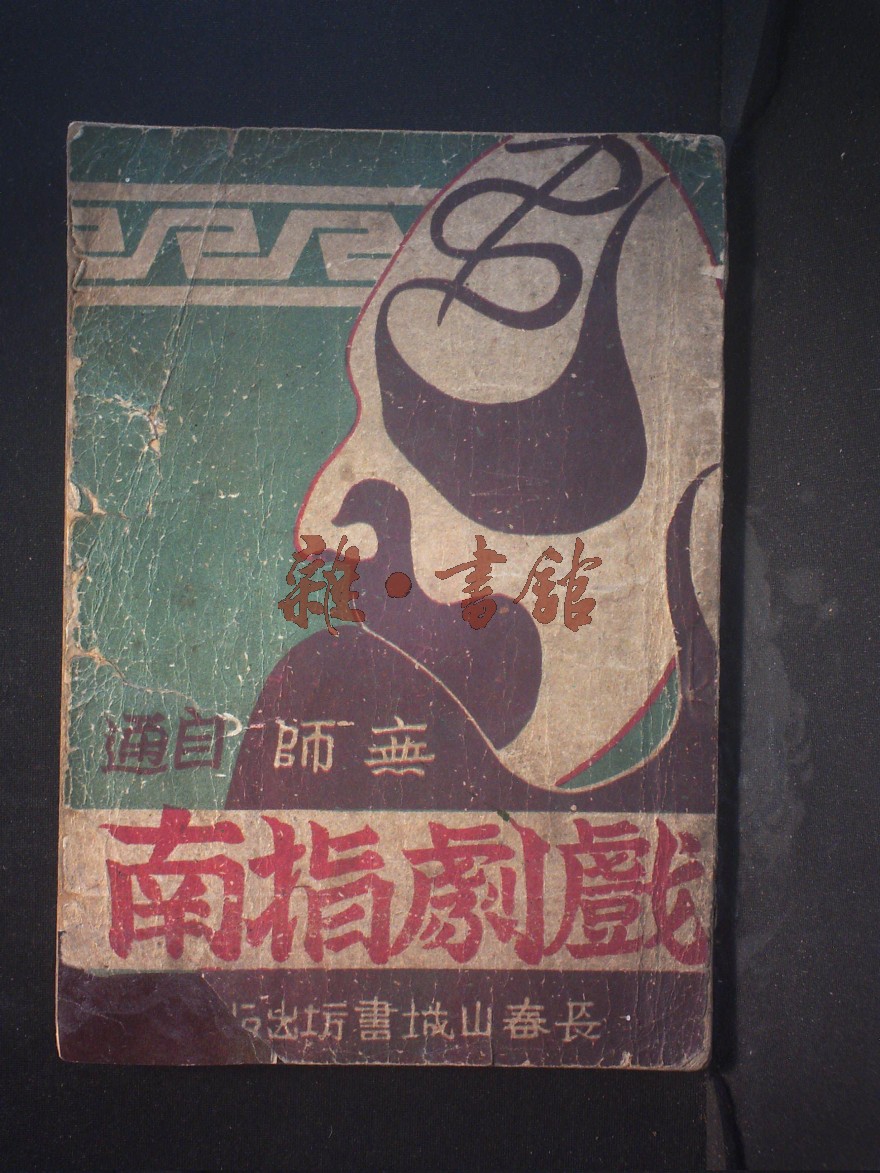 雜·書館
無師自通
戲劇指南
長春山城書坊出版